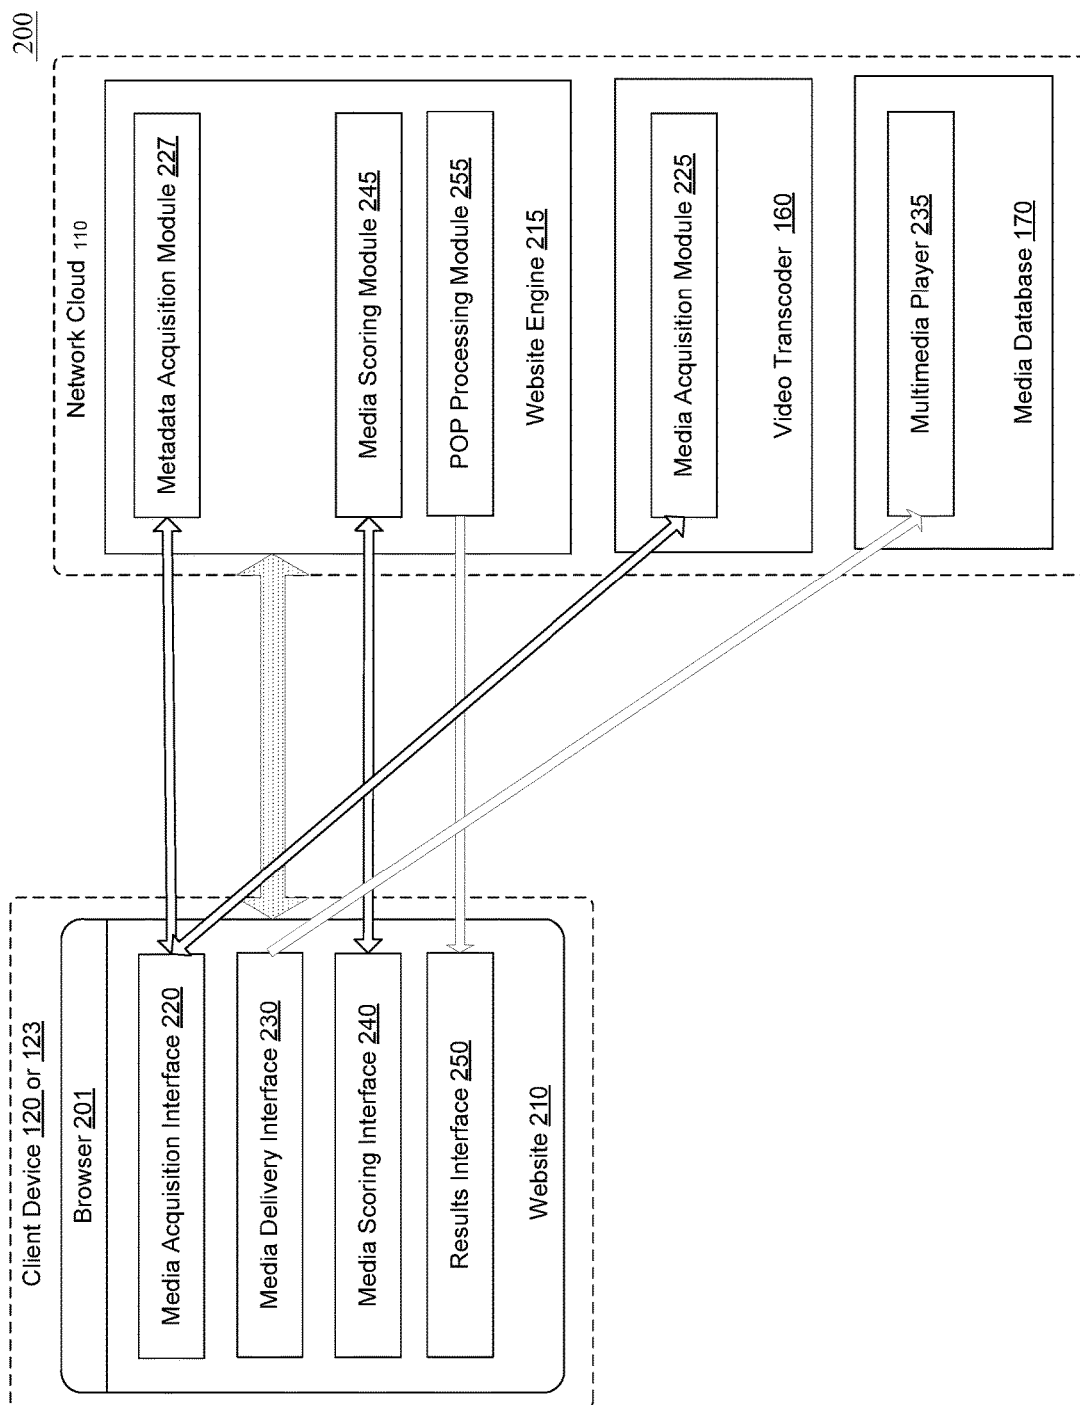 200
Client Device 120 or 123
Browser 201
Media Acquisition Interface 220
Media Delivery Interface 230
Media Scoring Interface 240
Results Interface 250
Website 210
Network Cloud 110
Metadata Acquisition Module 227
Media Scoring Module 245
POP Processing Module 255
Website Engine 215
Media Acquisition Module 225
Video Transcoder 160
Multimedia Player 235
Media Database 170